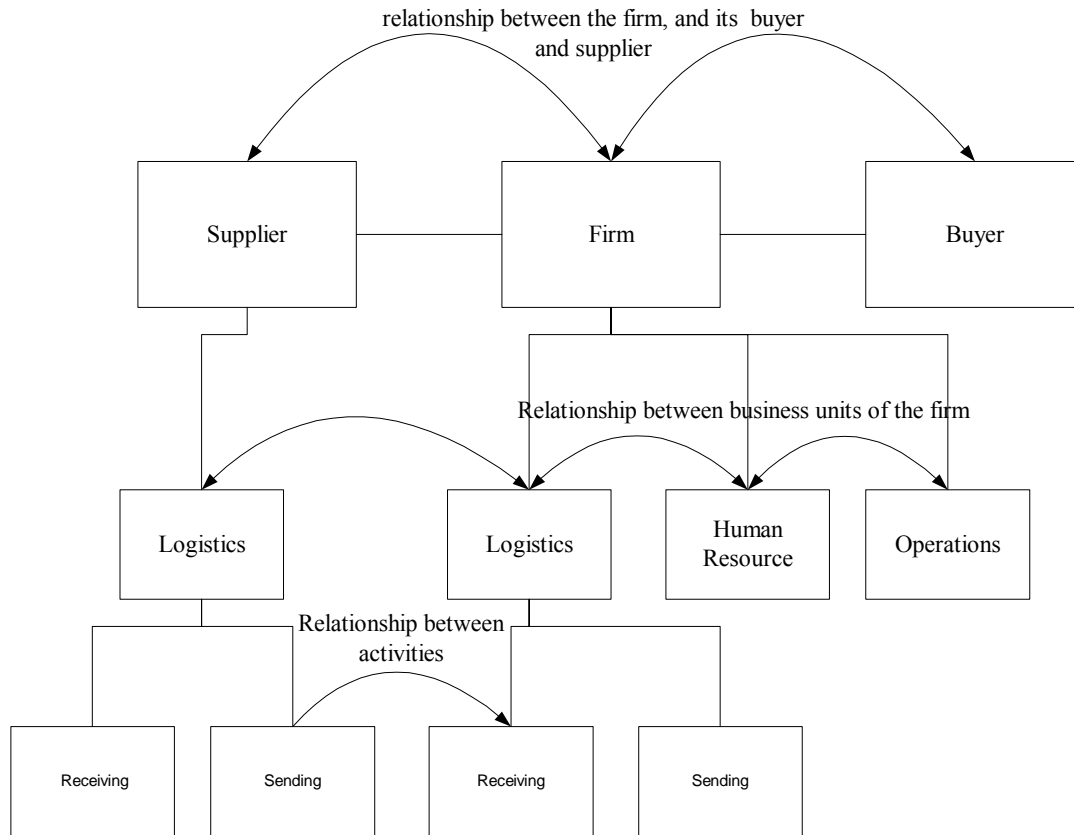 relationship between the firm, and its  buyer
and supplier
Supplier
Firm
Buyer
Relationship between business units of the firm
Logistics
Logistics
Human
Resource
Operations
Relationship between
activities
Receiving
Sending
Receiving
Sending